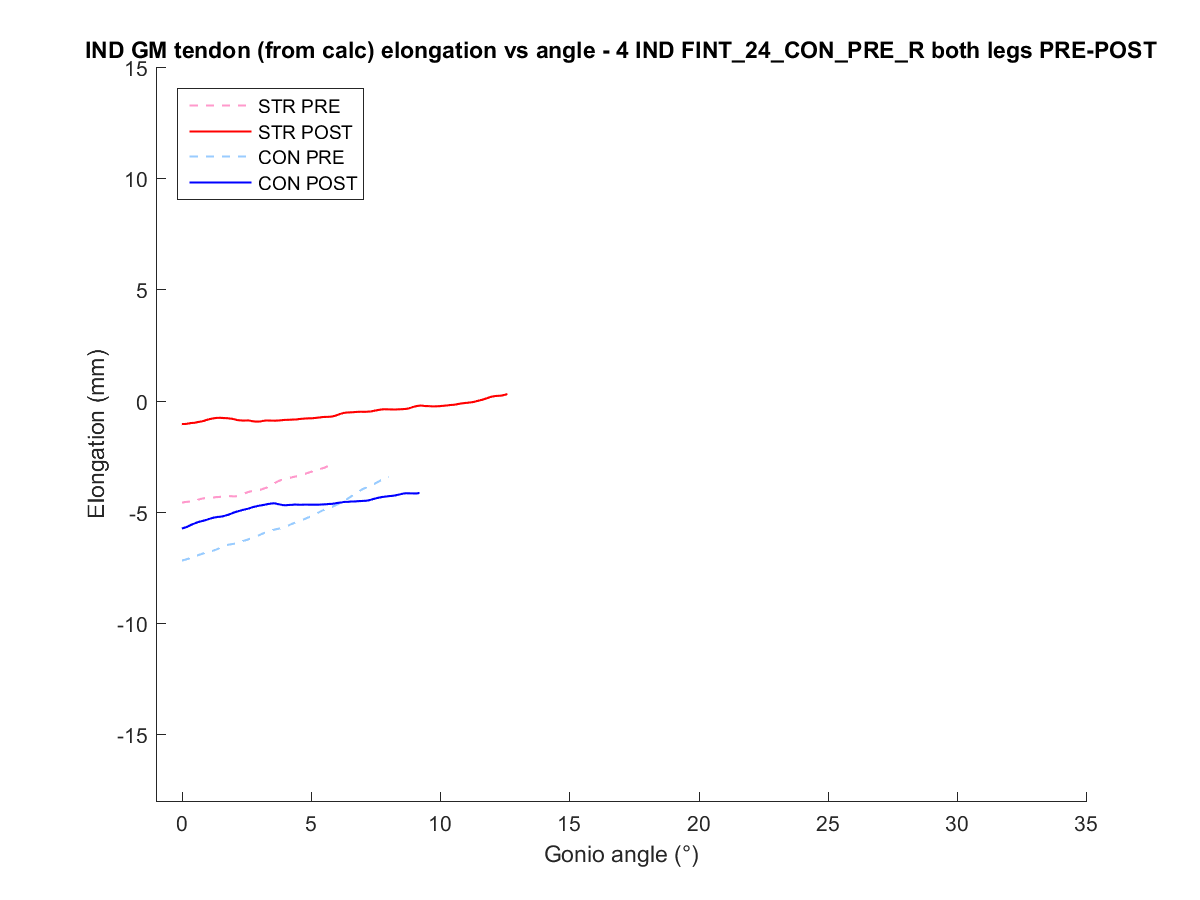 IND GM tendon (from calc) elongation vs angle - 4 IND FINT_24_CON_PRE_R both legs PRE-POST
15
10
5
0
-5
-10
-15
Elongation (mm)
STR PRE
STR POST
CON PRE
CON POST
0 5 10 15 20 25 30 35
Gonio angle (°)